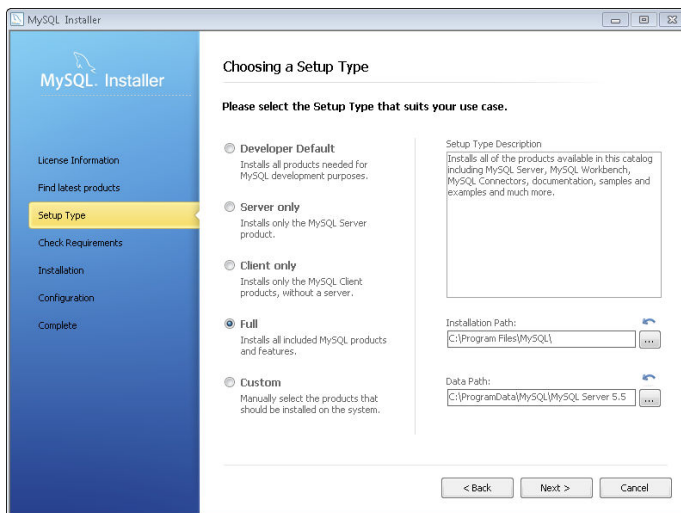 MySQL Installer
MySQL. Installer
License Information
Find latest products
Setup Type
Check Requirements
Installation
Configuration
Complete
Choosing a Setup Type
Please select the Setup Type that suits your use case.
Developer Default
Installs all products needed for
MySQL development purposes.
Server only
Installs only the MySQL Server
product.
Client only
Installs only the MySQL Client
products, without a server.
Full
Installs all included MySQL products
and features.
Custom
Manually select the products that
should be installed on the system.
Setup Type Description
Installs all of the products available in this catalog
including MySQL Server, MySQL Workbench,
MySQL Connectors, documentation, samples and
examples and much more.
Installation Path:
C:\Program Files\MySQL\
...
Data Path:
C:\ProgramData\MySQL\MySQL Server 5.5
...
< Back
Next >
Cancel